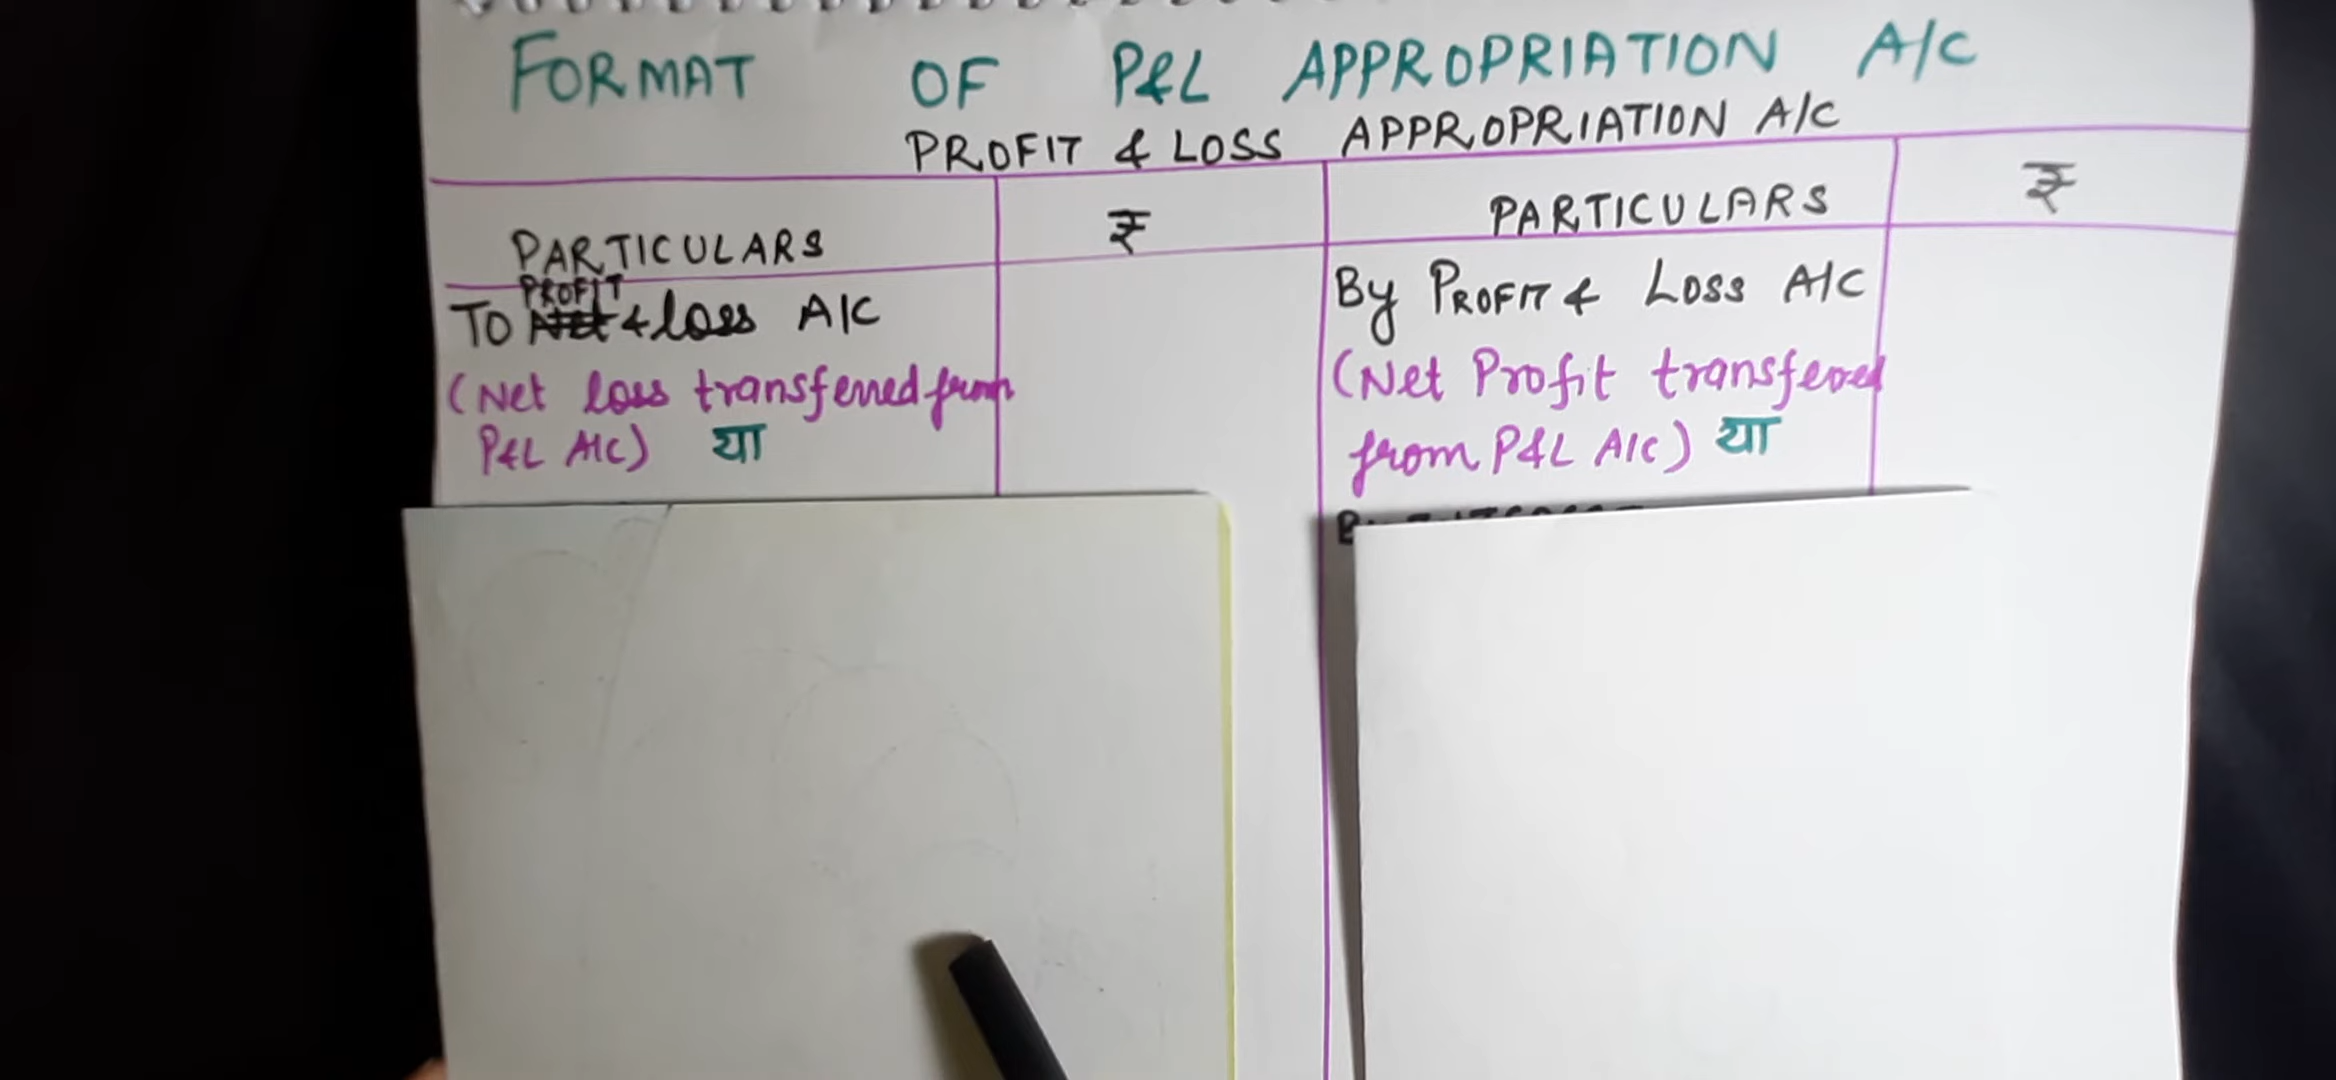 FORMAT OF P&L APPROPRIATION A/C
PROFIT & LOSS APPROPRIATION A/C
PARTICULARS ₹ PARTICULARS ₹
To PROFIT & loss A/C
(Net loss transferred from
P&L A/C) या
By PROFIT & LOSS A/C
(Net Profit transfered
from P&L A/C) या